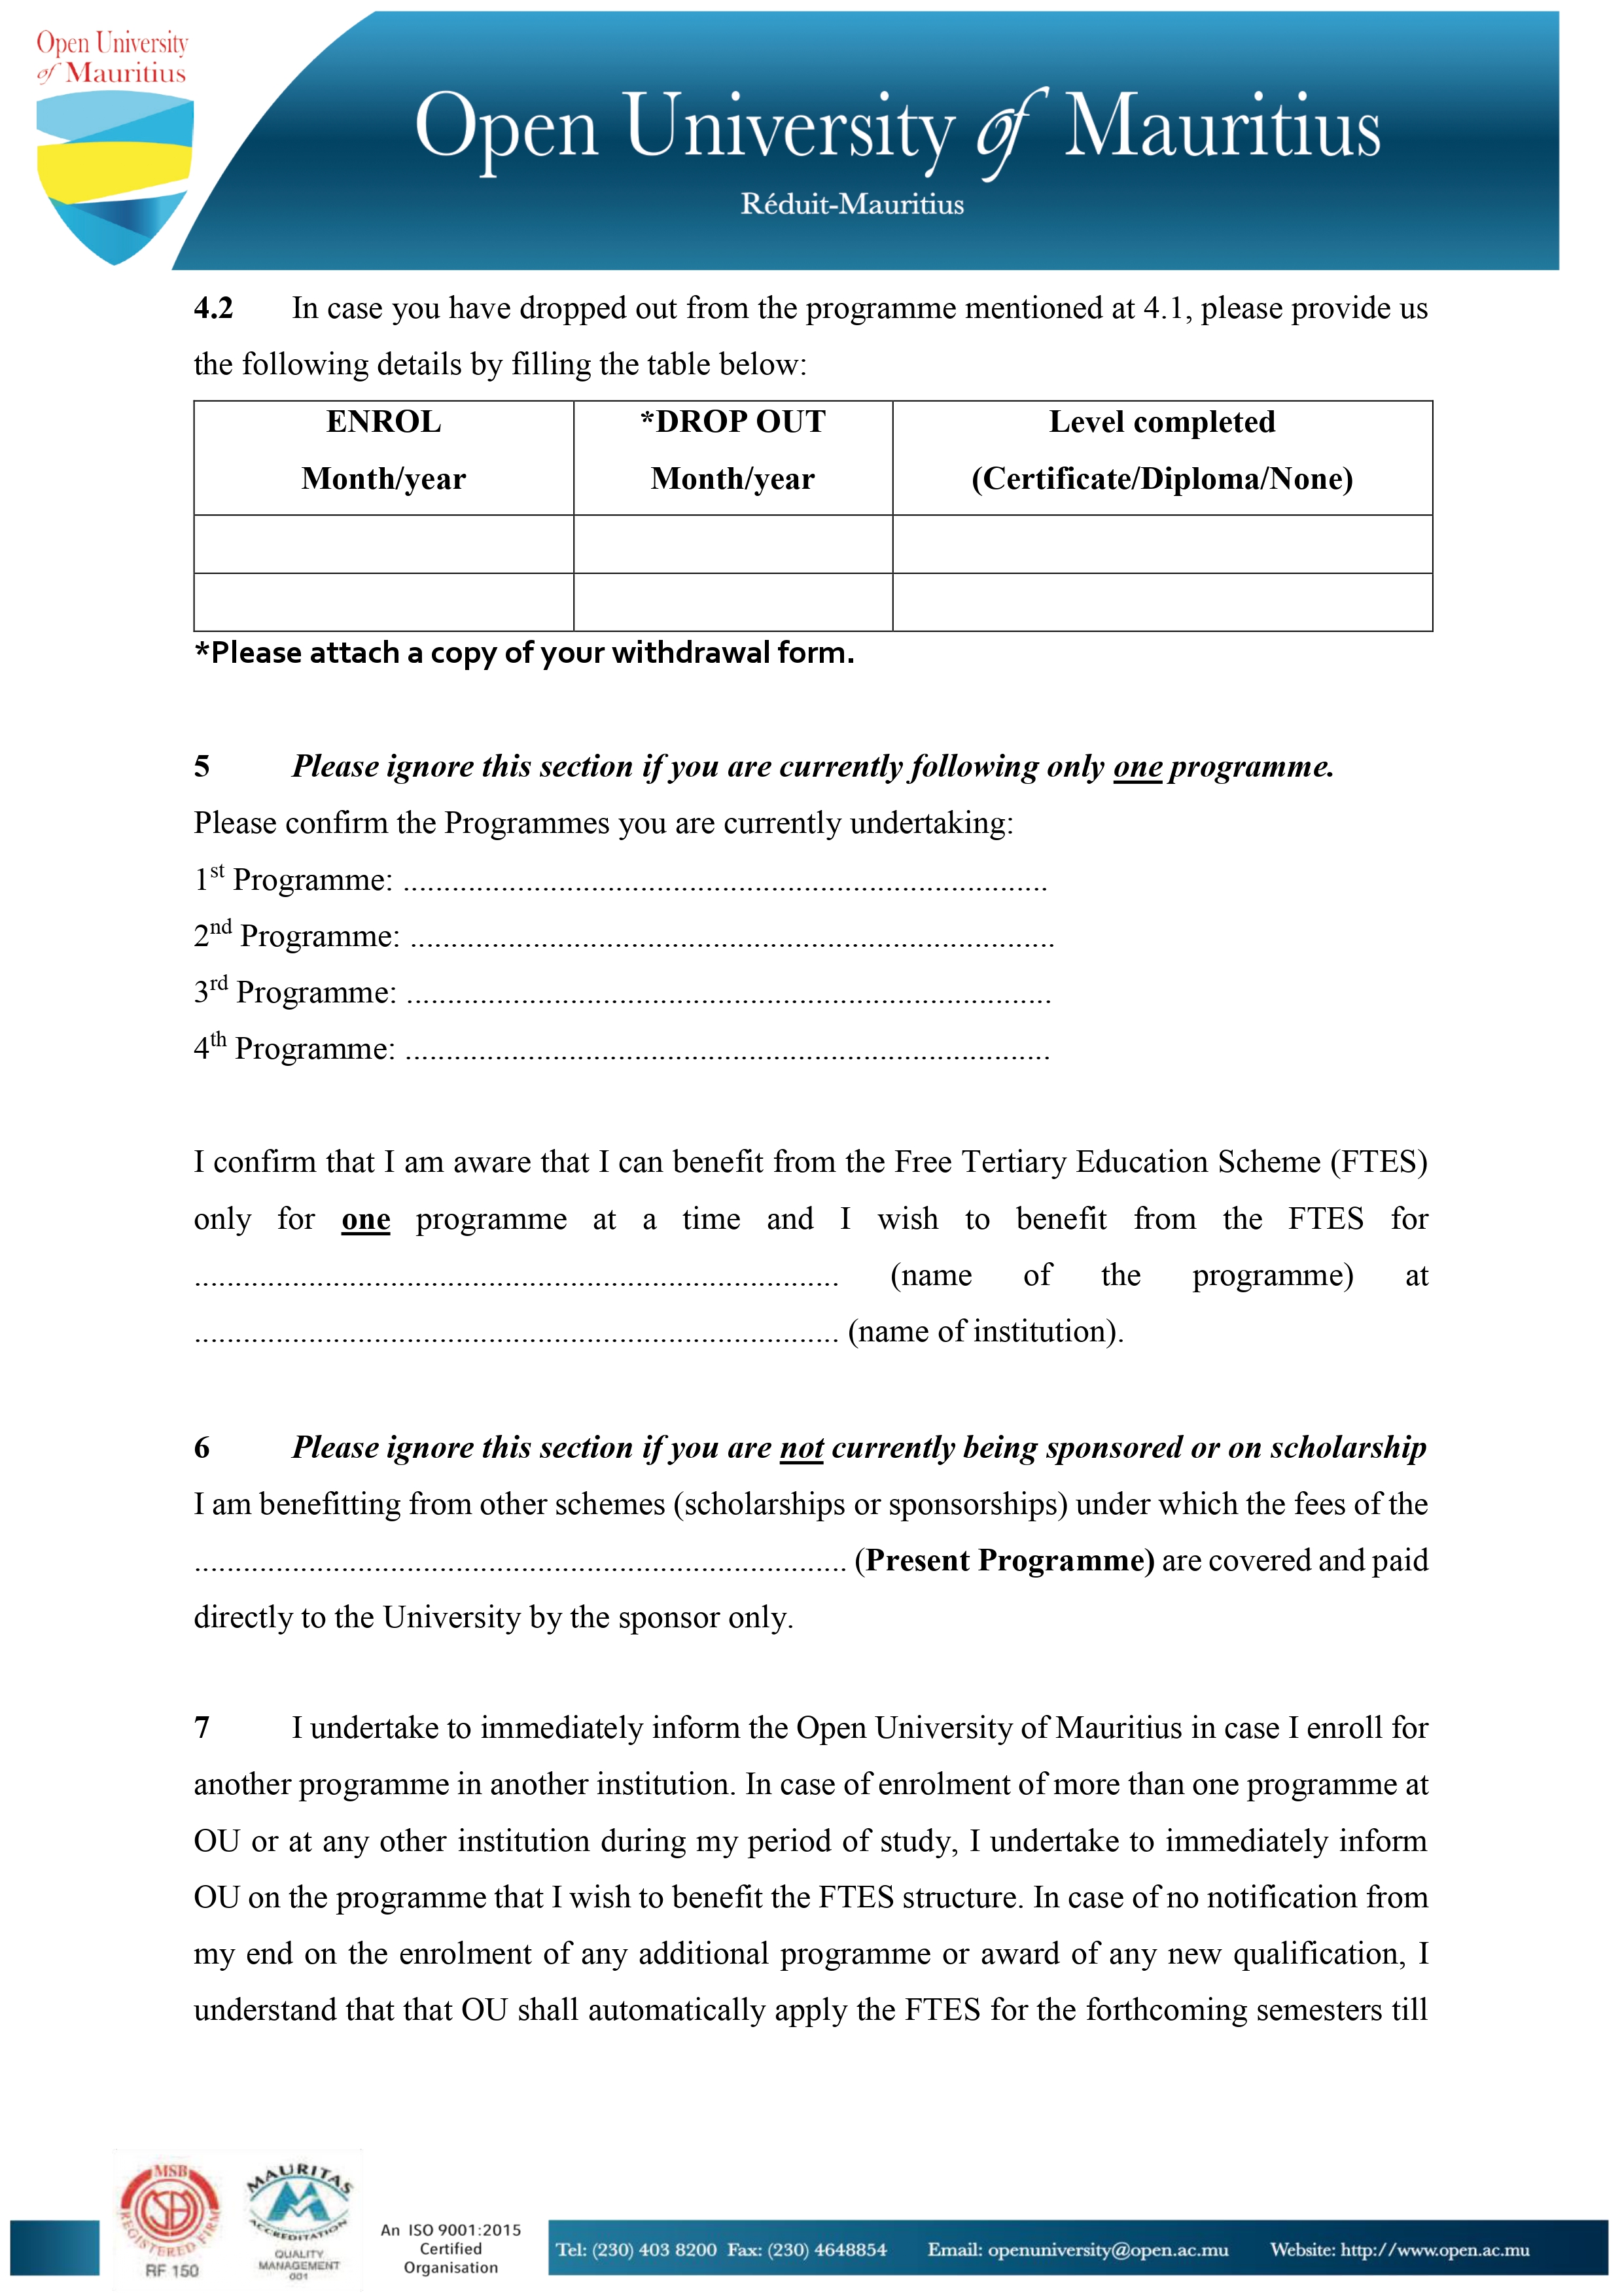 Open University
of Mauritius
Open University of Mauritius
Réduit-Mauritius
4.2 In case you have dropped out from the programme mentioned at 4.1, please provide us
the following details by filling the table below:
ENROL *DROP OUT Level completed
Month/year Month/year (Certificate/Diploma/None)
*Please attach a copy of your withdrawal form.
5 Please ignore this section if you are currently following only one programme.
Please confirm the Programmes you are currently undertaking:
1st Programme: ................................................................................
2nd Programme: ................................................................................
3rd Programme: ................................................................................
4th Programme: ................................................................................
I confirm that I am aware that I can benefit from the Free Tertiary Education Scheme (FTES)
only for one programme at a time and I wish to benefit from the FTES for
................................................................................ (name of the programme) at
................................................................................ (name of institution).
6 Please ignore this section if you are not currently being sponsored or on scholarship
I am benefitting from other schemes (scholarships or sponsorships) under which the fees of the
................................................................................ (Present Programme) are covered and paid
directly to the University by the sponsor only.
7 I undertake to immediately inform the Open University of Mauritius in case I enroll for
another programme in another institution. In case of enrolment of more than one programme at
OU or at any other institution during my period of study, I undertake to immediately inform
OU on the programme that I wish to benefit the FTES structure. In case of no notification from
my end on the enrolment of any additional programme or award of any new qualification, I
understand that that OU shall automatically apply the FTES for the forthcoming semesters till
MSB
REGISTERED FIRM
RF 150
MAURITAS
ACCREDITATION
QUALITY
MANAGEMENT
001
An ISO 9001:2015
Certified
Organisation
Tel: (230) 403 8200 Fax: (230) 4648854 Email: openuniversity@open.ac.mu Website: http://www.open.ac.mu